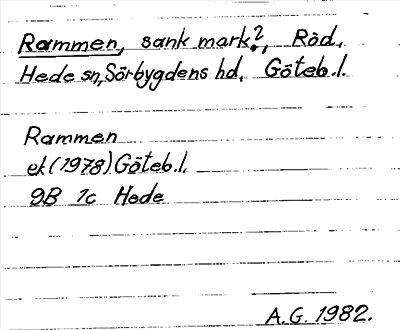 Rammen, sank mark?, Röd,
Hede sn, Sörbygdens hd, Göteb.l.
Rammen
ek (1978) Göteb.l.
9B 1c Hede
A.G. 1982.